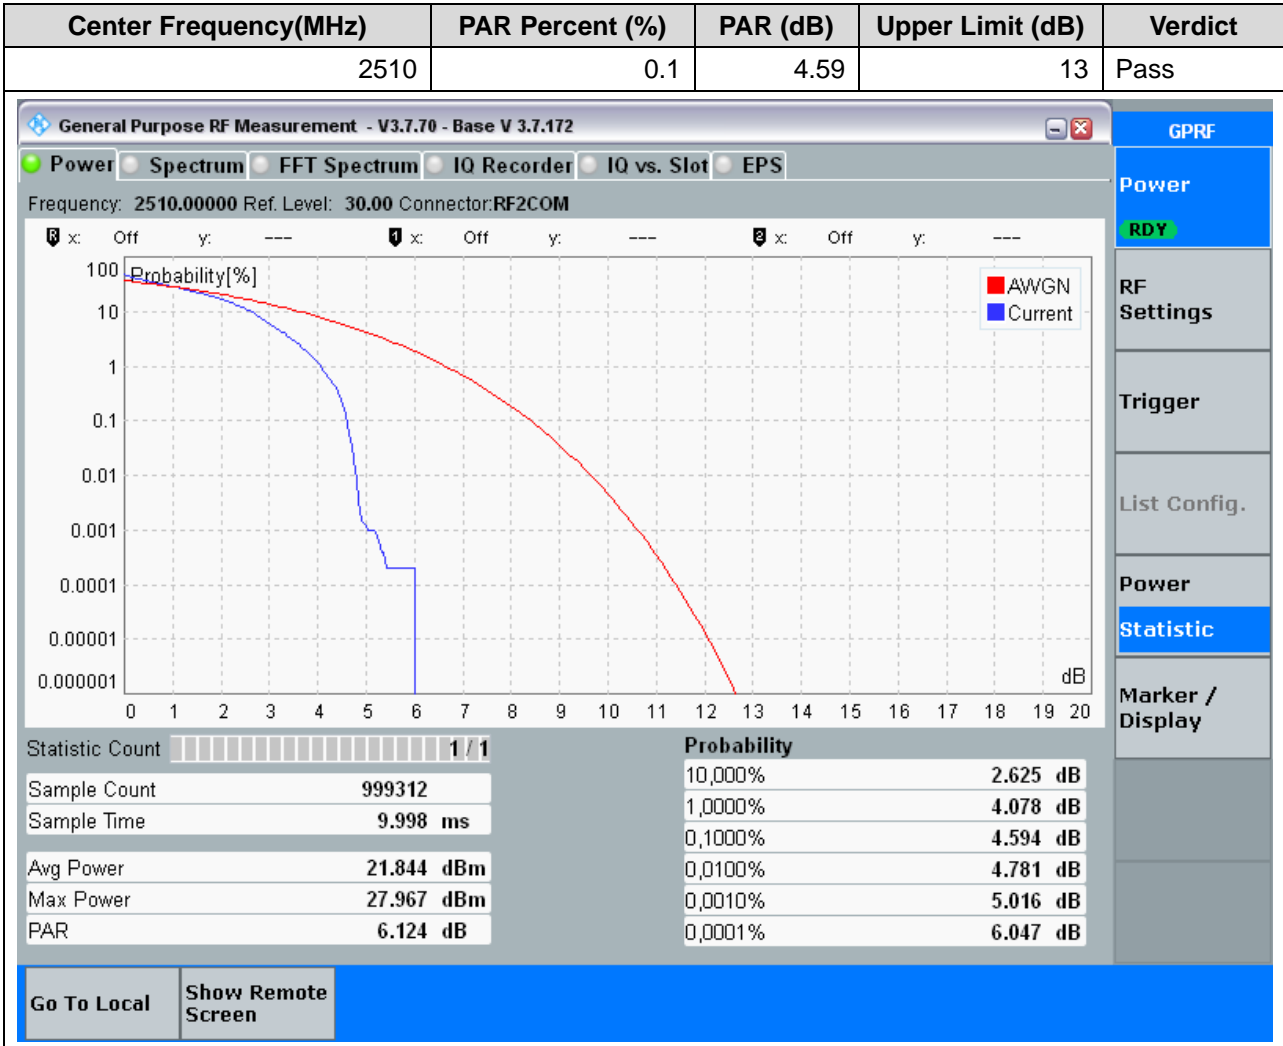 Center Frequency(MHz) PAR Percent (%) PAR (dB) Upper Limit (dB) Verdict
2510 0.1 4.59 13 Pass
General Purpose RF Measurement - V3.7.70 - Base V 3.7.172
GPRF
Power Spectrum FFT Spectrum IQ Recorder IQ vs. Slot EPS
Power
RDY
Frequency: 2510.00000 Ref. Level: 30.00 Connector:RF2COM
R x: Off y: --- 1 x: Off y: --- 2 x: Off y: ---
Probability[%]
AWGN
Current
100
10
1
0.1
0.01
0.001
0.0001
0.00001
0.000001
dB
0 1 2 3 4 5 6 7 8 9 10 11 12 13 14 15 16 17 18 19 20
RF
Settings
Trigger
List Config.
Power
Statistic
Marker /
Display
Statistic Count 1 / 1
Sample Count 999312
Sample Time 9.998 ms
Avg Power 21.844 dBm
Max Power 27.967 dBm
PAR 6.124 dB
Probability
10,000% 2.625 dB
1,0000% 4.078 dB
0,1000% 4.594 dB
0,0100% 4.781 dB
0,0010% 5.016 dB
0,0001% 6.047 dB
Go To Local
Show Remote
Screen